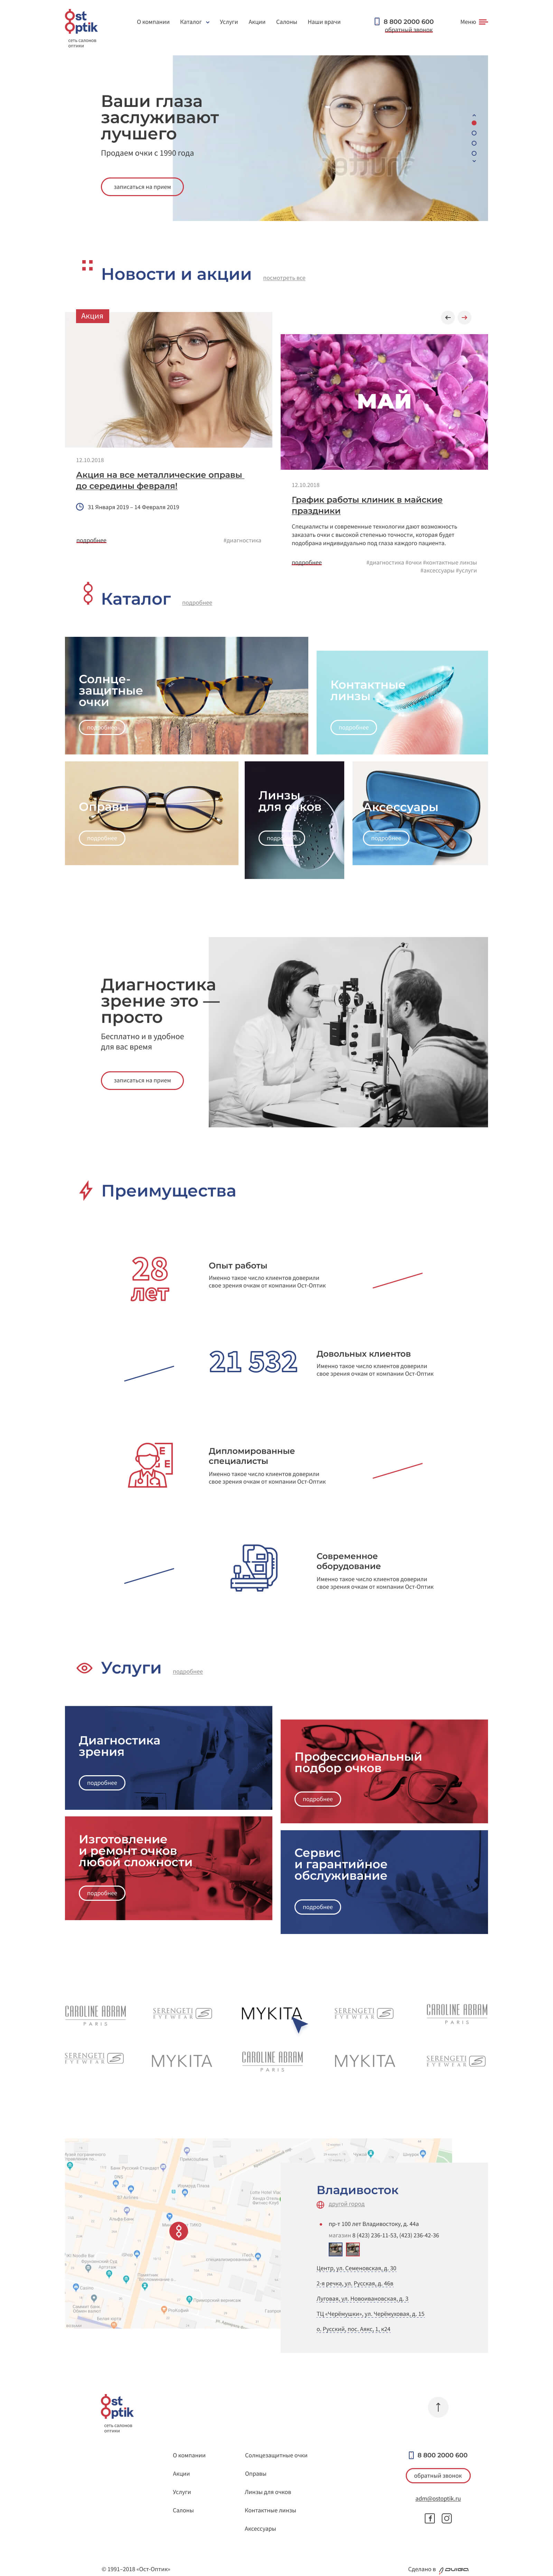 Ost
Optik
сеть салонов
оптики
О компании Каталог Услуги Акции Салоны Наши врачи
8 800 2000 600
обратный звонок
Меню
Ваши глаза
заслуживают
лучшего
Продаем очки с 1990 года
записаться на прием
Новости и акции посмотреть все
Акция
12.10.2018
Акция на все металлические оправы
до середины февраля!
31 Января 2019 – 14 Февраля 2019
подробнее #диагностика
МАЙ
12.10.2018
График работы клиник в майские
праздники
Специалисты и современные технологии дают возможность
заказать очки с высокой степенью точности, которая будет
подобрана индивидуально под глаза каждого пациента.
подробнее #диагностика #очки #контактные линзы
#аксессуары #услуги
Каталог подробнее
Солнце-
защитные
очки
подробнее
Контактные
линзы
подробнее
Оправы
подробнее
Линзы
для очков
подробнее
Аксессуары
подробнее
Диагностика
зрение это —
просто
Бесплатно и в удобное
для вас время
записаться на прием
Преимущества
28
лет
Опыт работы
Именно такое число клиентов доверили
свое зрения очкам от компании Ост-Оптик
21 532
Довольных клиентов
Именно такое число клиентов доверили
свое зрения очкам от компании Ост-Оптик
Дипломированные
специалисты
Именно такое число клиентов доверили
свое зрения очкам от компании Ост-Оптик
Современное
оборудование
Именно такое число клиентов доверили
свое зрения очкам от компании Ост-Оптик
Услуги подробнее
Диагностика
зрения
подробнее
Профессиональный
подбор очков
подробнее
Изготовление
и ремонт очков
любой сложности
подробнее
Сервис
и гарантийное
обслуживание
подробнее
CAROLINE ABRAM
PARIS
SERENGETI
EYEWEAR
MYKITA
SERENGETI
EYEWEAR
CAROLINE ABRAM
PARIS
SERENGETI
EYEWEAR
MYKITA
CAROLINE ABRAM
PARIS
MYKITA
SERENGETI
EYEWEAR
Владивосток
другой город
пр-т 100 лет Владивостоку, д. 44а
магазин 8 (423) 236-11-53, (423) 236-42-36
Центр, ул. Семеновская, д. 30
2-я речка, ул. Русская, д. 46в
Луговая, ул. Новоивановская, д. 3
ТЦ «Черёмушки», ул. Черёмуховая, д. 15
о. Русский, пос. Аякс, 1, к24
Ost
Optik
сеть салонов
оптики
О компании
Акции
Услуги
Салоны
Солнцезащитные очки
Оправы
Линзы для очков
Контактные линзы
Аксессуары
8 800 2000 600
обратный звонок
adm@ostoptik.ru
© 1991–2018 «Ост-Оптик»
Сделано в